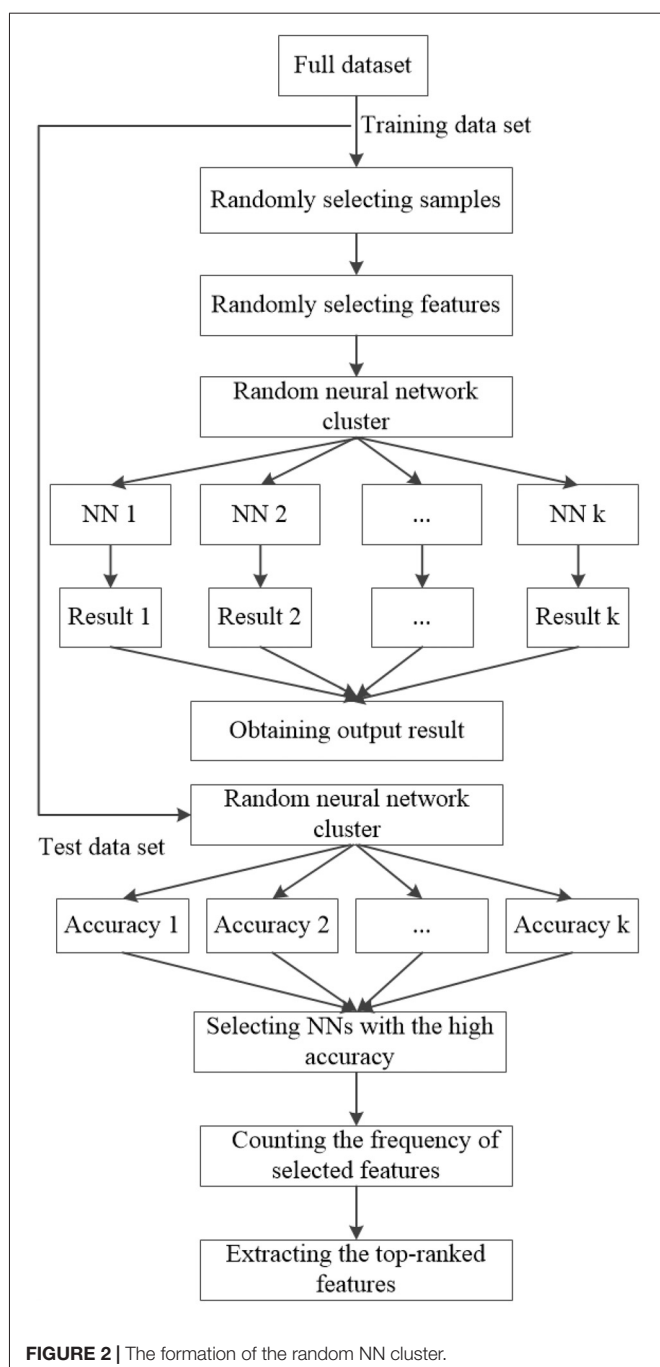 Full dataset
Training data set
Randomly selecting samples
Randomly selecting features
Random neural network
cluster
NN 1
NN 2
...
NN k
Result 1
Result 2
...
Result k
Obtaining output result
Random neural network
cluster
Test data set
Accuracy 1
Accuracy 2
...
Accuracy k
Selecting NNs with the high
accuracy
Counting the frequency of
selected features
Extracting the top-ranked
features
FIGURE 2 | The formation of the random NN cluster.